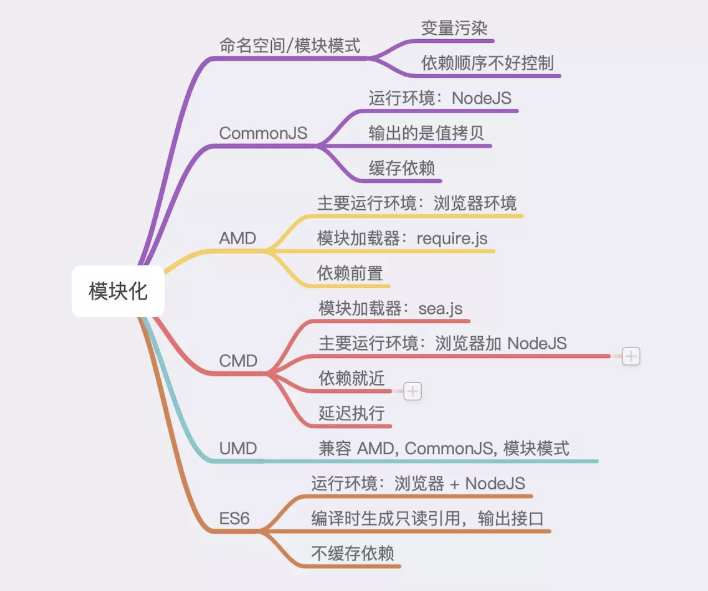 命名空间/模块模式
变量污染
依赖顺序不好控制
CommonJS
运行环境：NodeJS
输出的是值拷贝
缓存依赖
AMD
主要运行环境：浏览器环境
模块加载器：require.js
依赖前置
模块化
CMD
模块加载器：sea.js
主要运行环境：浏览器加 NodeJS
依赖就近
延迟执行
UMD
兼容 AMD, CommonJS, 模块模式
ES6
运行环境：浏览器 + NodeJS
编译时生成只读引用，输出接口
不缓存依赖